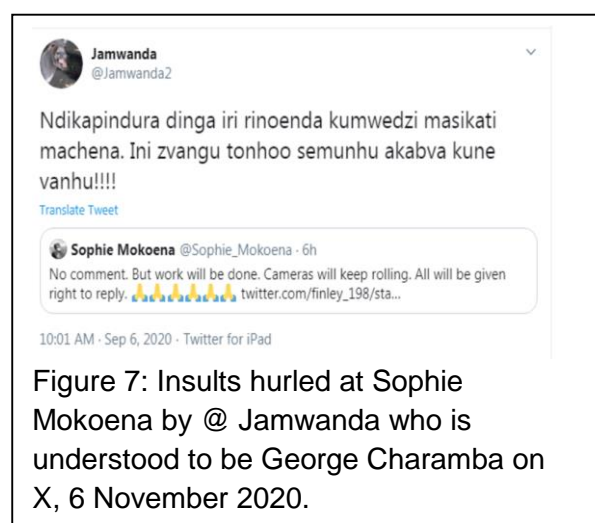 Jamwanda
@Jamwanda2
Ndikapindura dinga iri rinoenda kumwedzi masikati
machena. Ini zvangu tonhoo semunhu akabva kune
vanhu!!!!
Translate Tweet
Sophie Mokoena @Sophie_Mokoena · 6h
No comment. But work will be done. Cameras will keep rolling. All will be given
right to reply. 🙏🙏🙏🙏🙏🙏 twitter.com/finley_198/sta...
10:01 AM · Sep 6, 2020 · Twitter for iPad
Figure 7: Insults hurled at Sophie
Mokoena by @ Jamwanda who is
understood to be George Charamba on
X, 6 November 2020.